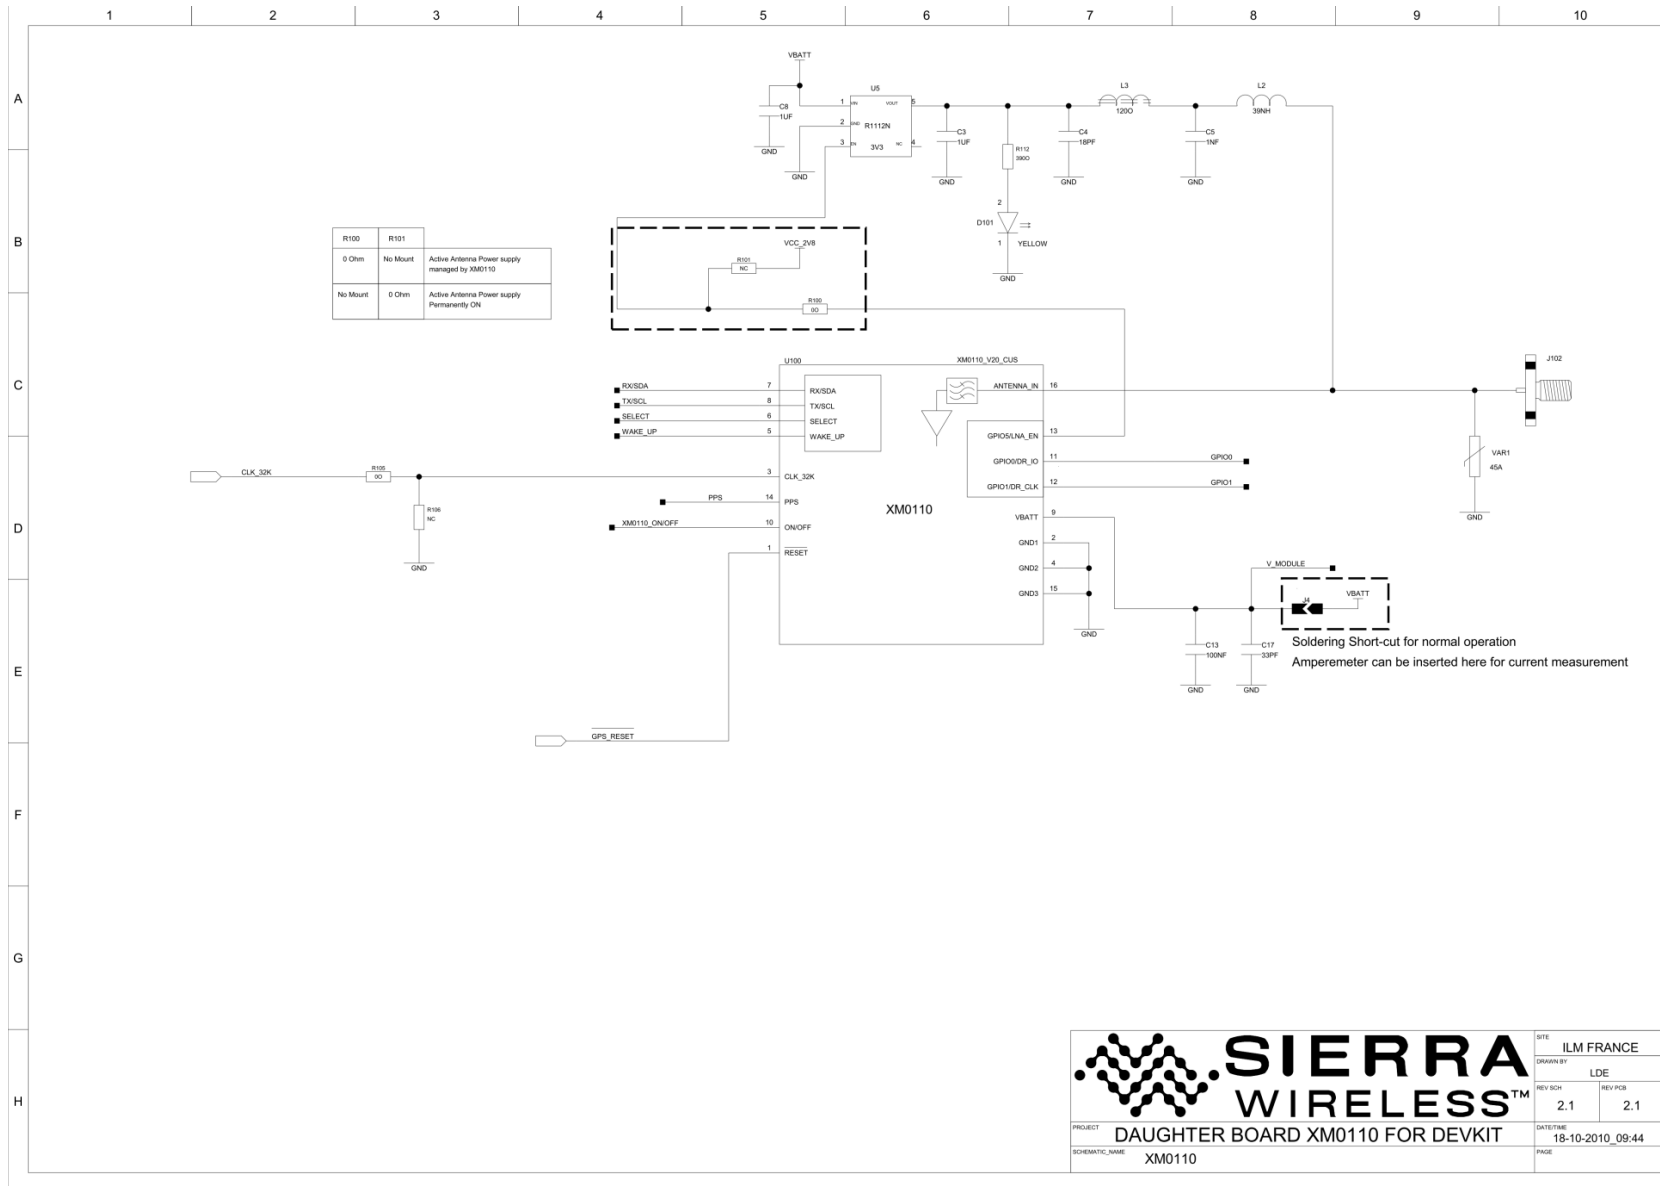 1 2 3 4 5 6 7 8 9 10
A
B
C
D
E
F
G
H
VBATT
C8
1UF
GND
U5
1 VIN VOUT 5
2 GND R1112N
3 EN 3V3 NC 4
GND
C3
1UF
GND
R112
390O
2
D101
1 YELLOW
GND
C4
18PF
GND
L3
120O
C5
1NF
GND
L2
39NH
R100 R101
0 Ohm No Mount Active Antenna Power supply
managed by XM0110
No Mount 0 Ohm Active Antenna Power supply
Permanently ON
VCC_2V8
R101
NC
R100
0O
U100 XM0110_V20_CUS
RX/SDA 7 RX/SDA
TX/SCL 8 TX/SCL
SELECT 6 SELECT
WAKE_UP 5 WAKE_UP
CLK_32K R105 3 CLK_32K
0O
R106
NC
GND
PPS 14 PPS
XM0110_ON/OFF 10 ON/OFF
1 RESET
GPS_RESET
XM0110
ANTENNA_IN 16
GPIO5/LNA_EN 13
GPIO0/DR_IO 11 GPIO0
GPIO1/DR_CLK 12 GPIO1
VBATT 9
GND1 2
GND2 4
GND3 15
GND
J102
VAR1
45A
GND
V_MODULE
J4
VBATT
C13
100NF
GND
C17
33PF
GND
Soldering Short-cut for normal operation
Amperemeter can be inserted here for current measurement
SIERRA
WIRELESS™
SITE
ILM FRANCE
DRAWN BY
LDE
REV SCH REV PCB
2.1 2.1
PROJECT
DAUGHTER BOARD XM0110 FOR DEVKIT
DATE/TIME
18-10-2010_09:44
SCHEMATIC_NAME
XM0110
PAGE